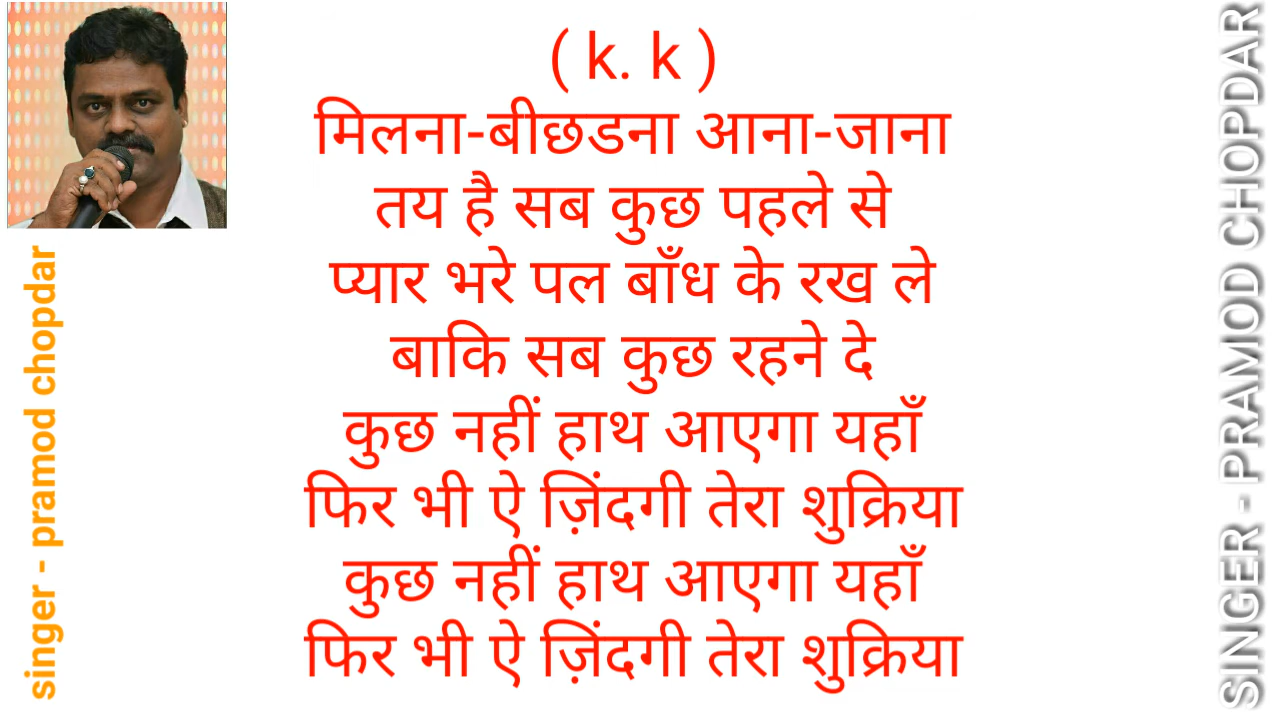 ( k. k )
मिलना-बीछडना आना-जाना
तय है सब कुछ पहले से
प्यार भरे पल बाँध के रख ले
बाकि सब कुछ रहने दे
कुछ नहीं हाथ आएगा यहाँ
फिर भी ऐ ज़िंदगी तेरा शुक्रिया
कुछ नहीं हाथ आएगा यहाँ
फिर भी ऐ ज़िंदगी तेरा शुक्रिया
singer - pramod chopdar
SINGER - PRAMOD CHOPDAR